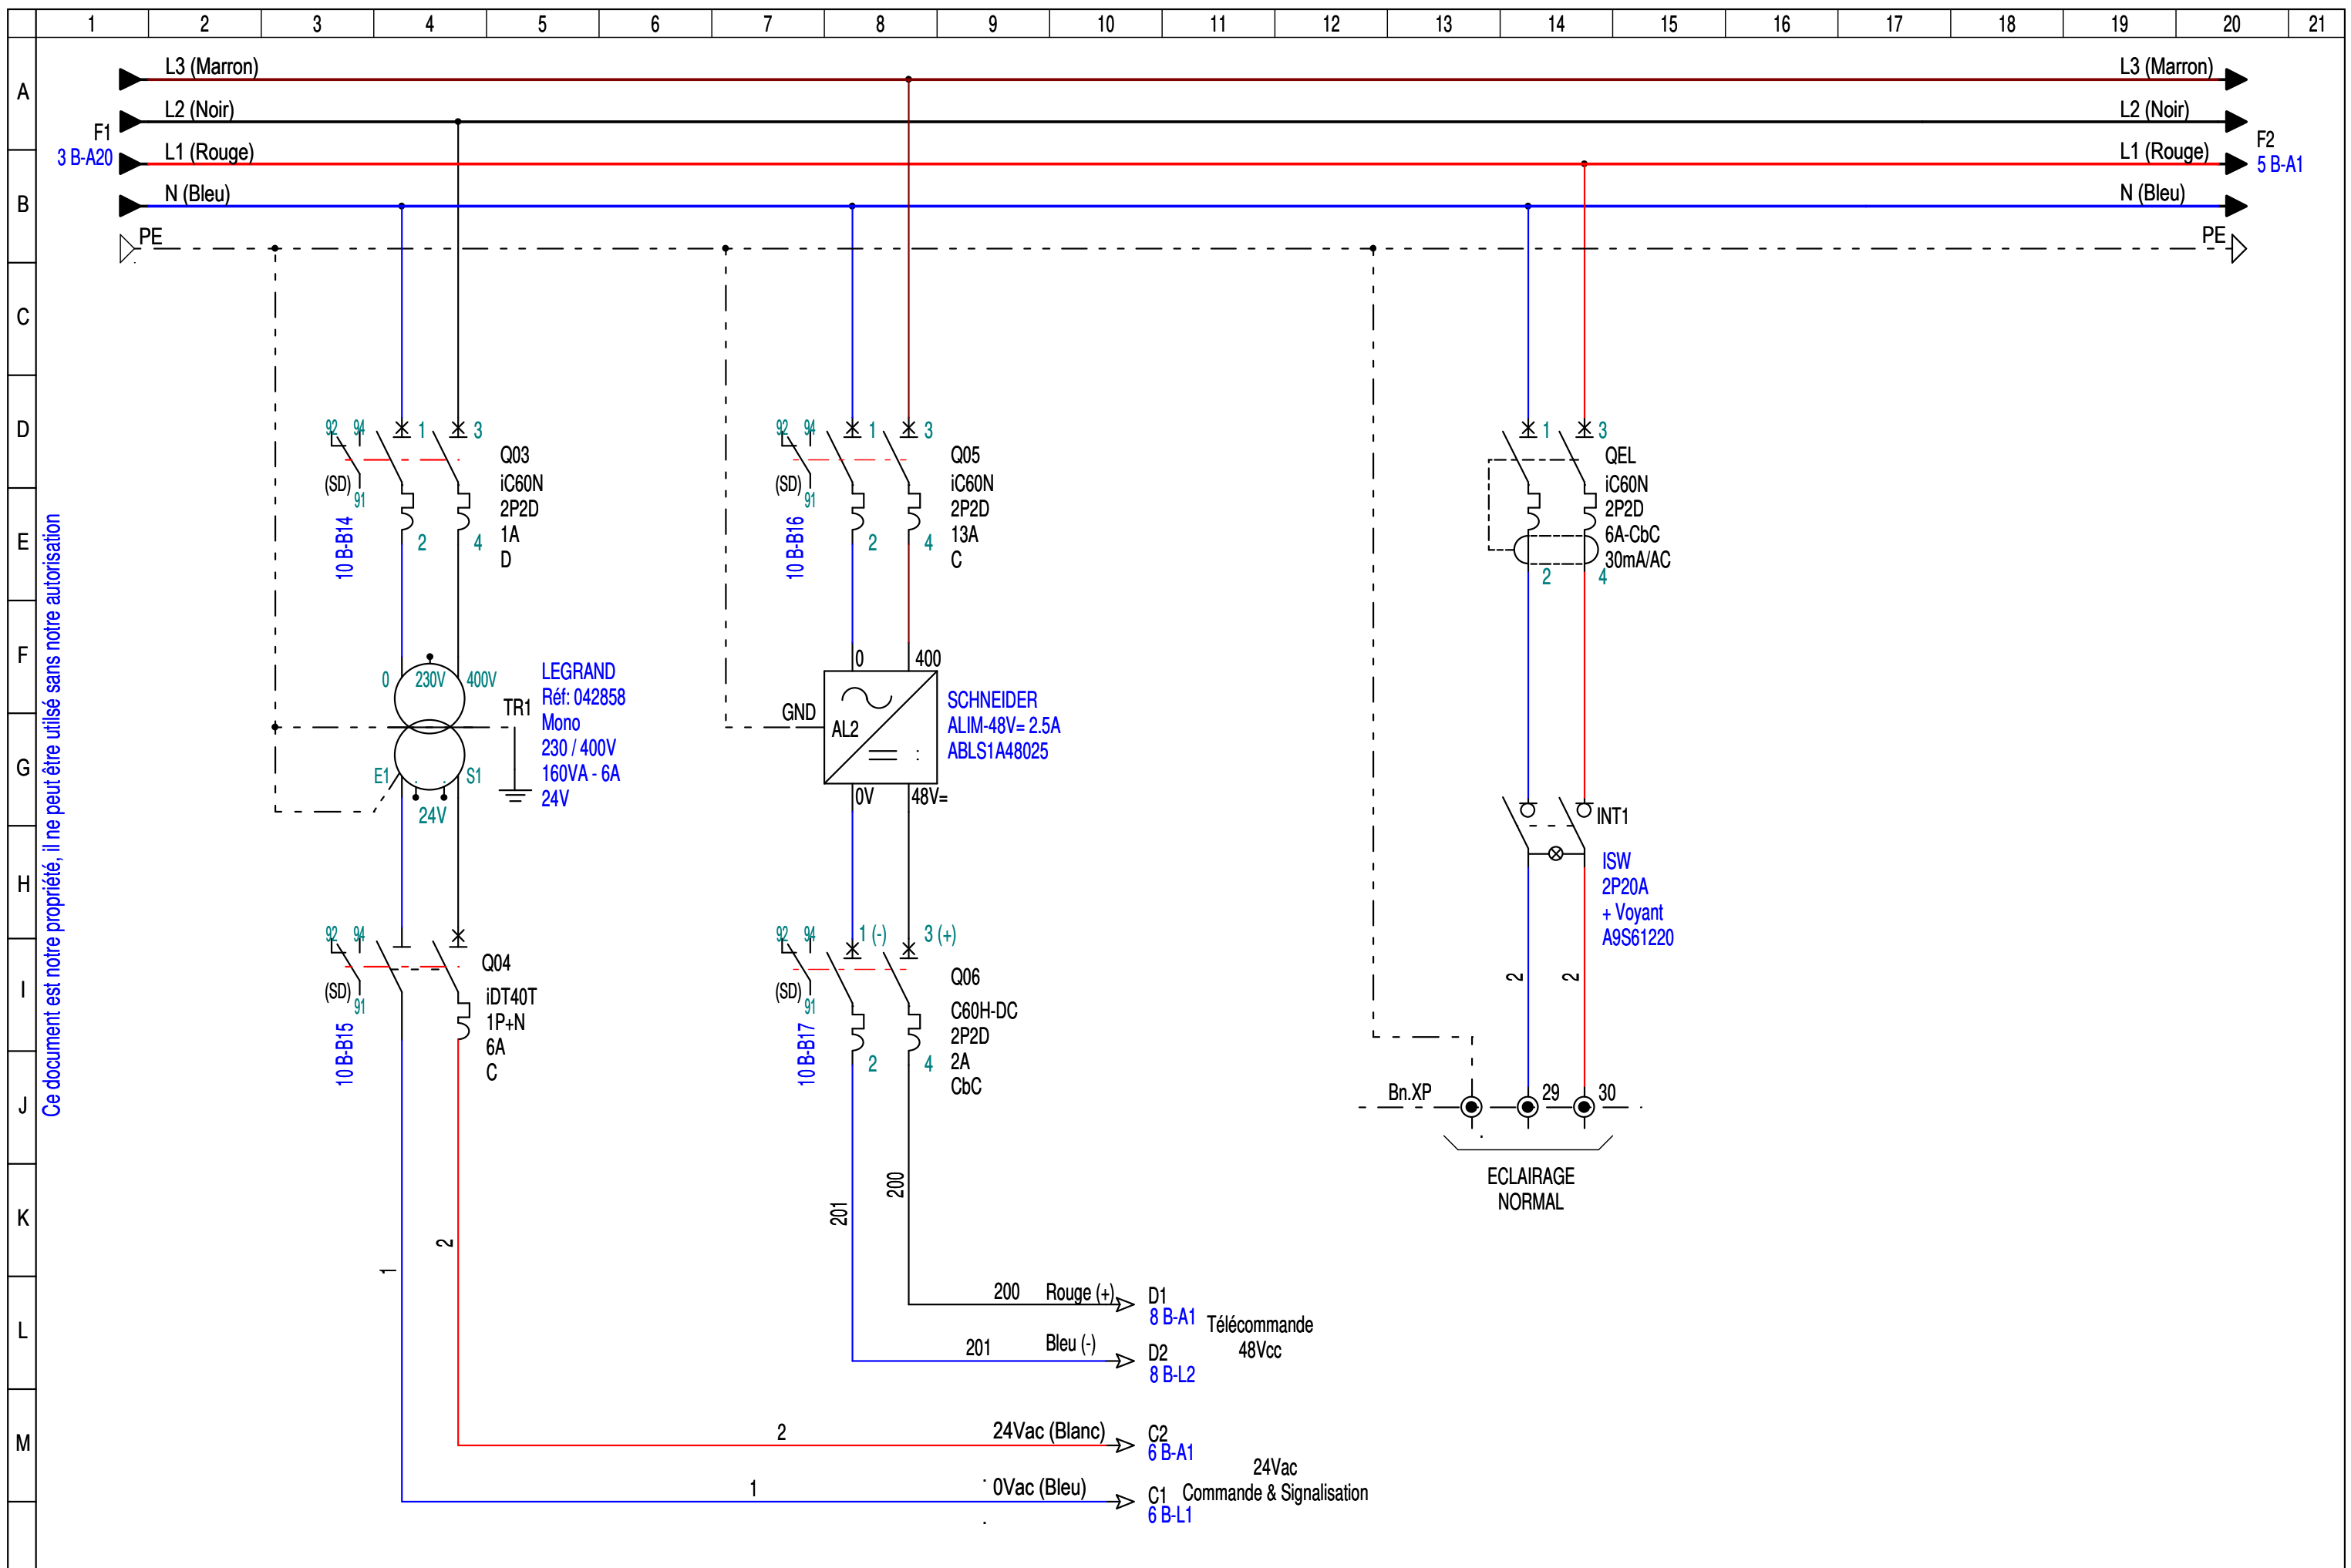 1 2 3 4 5 6 7 8 9 10 11 12 13 14 15 16 17 18 19 20 21
A
B
C
D
E
F
G
H
I
J
K
L
M
Ce document est notre propriété, il ne peut être utilsé sans notre autorisation
L3 (Marron)
L3 (Marron)
L2 (Noir)
L2 (Noir)
F1
3 B-A20
L1 (Rouge)
L1 (Rouge)
F2
5 B-A1
N (Bleu)
N (Bleu)
PE
PE
92 94 1 3
(SD)
91
10 B-B14
2 4
Q03
iC60N
2P2D
1A
D
92 94 1 3
(SD)
91
10 B-B16
2 4
Q05
iC60N
2P2D
13A
C
1 3
QEL
iC60N
2P2D
6A-CbC
30mA/AC
2 4
0 230V 400V
TR1
E1 S1
24V
LEGRAND
Réf: 042858
Mono
230 / 400V
160VA - 6A
24V
0 400
GND
AL2
0V 48V=
SCHNEIDER
ALIM-48V= 2.5A
ABLS1A48025
INT1
ISW
2P20A
+ Voyant
A9S61220
2 2
92 94
(SD)
91
10 B-B15
Q04
iDT40T
1P+N
6A
C
92 94 1 (-) 3 (+)
(SD)
91
10 B-B17
2 4
Q06
C60H-DC
2P2D
2A
CbC
Bn.XP 29 30
ECLAIRAGE
NORMAL
201
200
1
2
200 Rouge (+) D1
8 B-A1
201 Bleu (-) D2
8 B-L2
Télécommande
48Vcc
2 24Vac (Blanc) C2
6 B-A1
1 0Vac (Bleu) C1
6 B-L1
24Vac
Commande & Signalisation